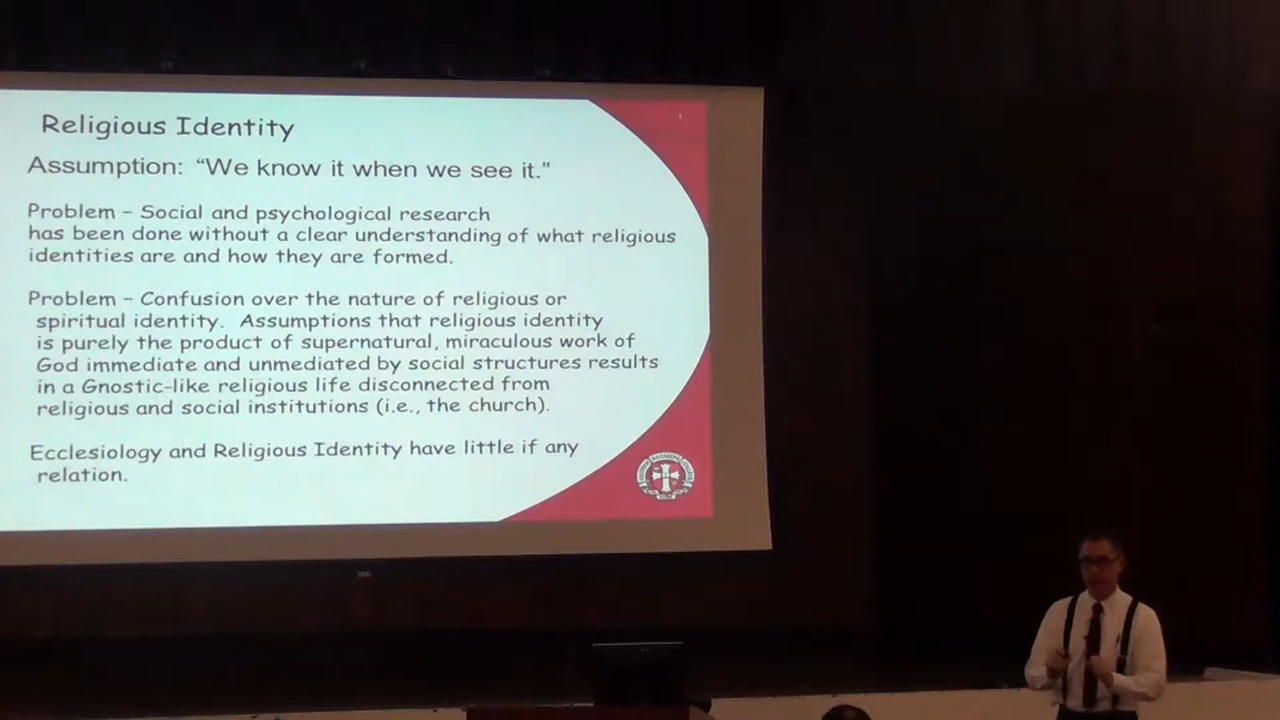 Religious Identity
Assumption: “We know it when we see it.”
Problem – Social and psychological research
has been done without a clear understanding of what religious
identities are and how they are formed.
Problem – Confusion over the nature of religious or
spiritual identity. Assumptions that religious identity
is purely the product of supernatural, miraculous work of
God immediate and unmediated by social structures results
in a Gnostic-like religious life disconnected from
religious and social institutions (i.e., the church).
Ecclesiology and Religious Identity have little if any
relation.